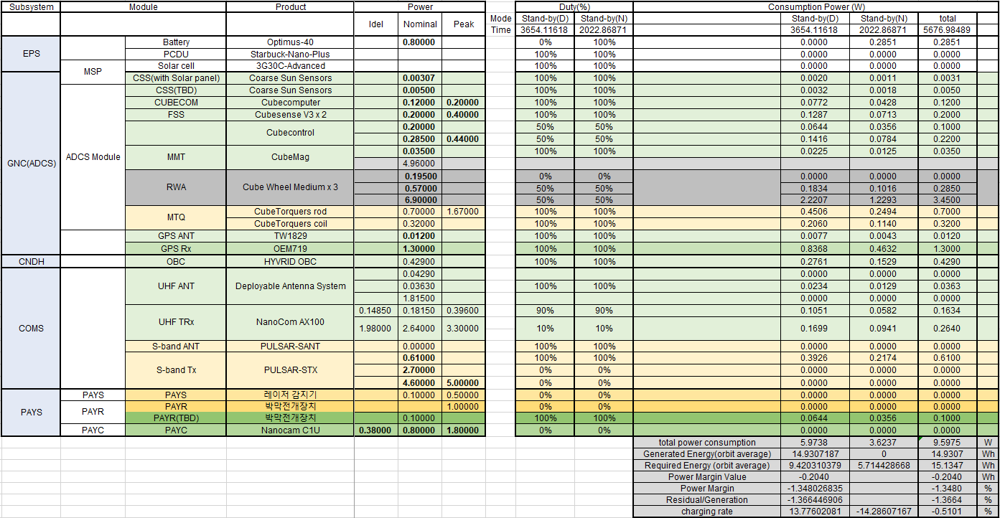 Subsystem Module Product Power Duty(%) Consumption Power (W)
Idel Nominal Peak Mode Stand-by(D) Stand-by(N) Stand-by(D) Stand-by(N) total
Time 3654.11618 2022.86871 3654.11618 2022.86871 5676.98489
EPS Battery Optimus-40 0.80000 0% 100% 0.0000 0.2851 0.2851
PCDU Starbuck-Nano-Plus 100% 100% 0.0000 0.0000 0.0000
MSP Solar cell 3G30C-Advanced 100% 100% 0.0000 0.0000 0.0000
GNC(ADCS) CSS(with Solar panel) Coarse Sun Sensors 0.00307 100% 100% 0.0020 0.0011 0.0031
ADCS Module CSS(TBD) Coarse Sun Sensors 0.00500 100% 100% 0.0032 0.0018 0.0050
CUBECOM Cubecomputer 0.12000 0.20000 100% 100% 0.0772 0.0428 0.1200
FSS Cubesense V3 x 2 0.20000 0.40000 100% 100% 0.1287 0.0713 0.2000
Cubecontrol 0.20000 50% 50% 0.0644 0.0356 0.1000
0.28500 0.44000 50% 50% 0.1416 0.0784 0.2200
MMT CubeMag 0.03500 100% 100% 0.0225 0.0125 0.0350
4.96000
RWA Cube Wheel Medium x 3 0.19500 0% 0% 0.0000 0.0000 0.0000
0.57000 50% 50% 0.1834 0.1016 0.2850
6.90000 50% 50% 2.2207 1.2293 3.4500
MTQ CubeTorquers rod 0.70000 1.67000 100% 100% 0.4506 0.2494 0.7000
CubeTorquers coil 0.32000 100% 100% 0.2060 0.1140 0.3200
GPS ANT TW1829 0.01200 100% 100% 0.0077 0.0043 0.0120
GPS Rx OEM719 1.30000 100% 100% 0.8368 0.4632 1.3000
CNDH OBC HYVRID OBC 0.42900 100% 100% 0.2761 0.1529 0.4290
COMS UHF ANT Deployable Antenna System 0.04290 0.0000 0.0000 0.0000
0.03630 100% 100% 0.0234 0.0129 0.0363
1.81500 0.0000 0.0000 0.0000
UHF TRx NanoCom AX100 0.14850 0.18150 0.39600 90% 90% 0.1051 0.0582 0.1634
1.98000 2.64000 3.30000 10% 10% 0.1699 0.0941 0.2640
S-band ANT PULSAR-SANT 0.00000 100% 100% 0.0000 0.0000 0.0000
S-band Tx PULSAR-STX 0.61000 100% 100% 0.3926 0.2174 0.6100
2.70000 0% 0% 0.0000 0.0000 0.0000
4.60000 5.00000 0% 0% 0.0000 0.0000 0.0000
PAYS PAYS PAYS 레이저 감지기 0.10000 0.50000 0% 0% 0.0000 0.0000 0.0000
PAYR PAYR 박막전개장치 1.00000 0% 0% 0.0000 0.0000 0.0000
PAYR(TBD) 박막전개장치 0.10000 100% 100% 0.0644 0.0356 0.1000
PAYC PAYC Nanocam C1U 0.38000 0.80000 1.80000 0% 0% 0.0000 0.0000 0.0000
total power consumption 5.9738 3.6237 9.5975 W
Generated Energy(orbit average) 14.9307187 0 14.9307 Wh
Required Energy (orbit average) 9.420310379 5.714428668 15.1347 Wh
Power Margin Value -0.2040 -0.2040 Wh
Power Margin -1.348026835 -1.3480 %
Residual/Generation -1.366446906 -1.3664 %
charging rate 13.77602081 -14.28607167 -0.5101 %